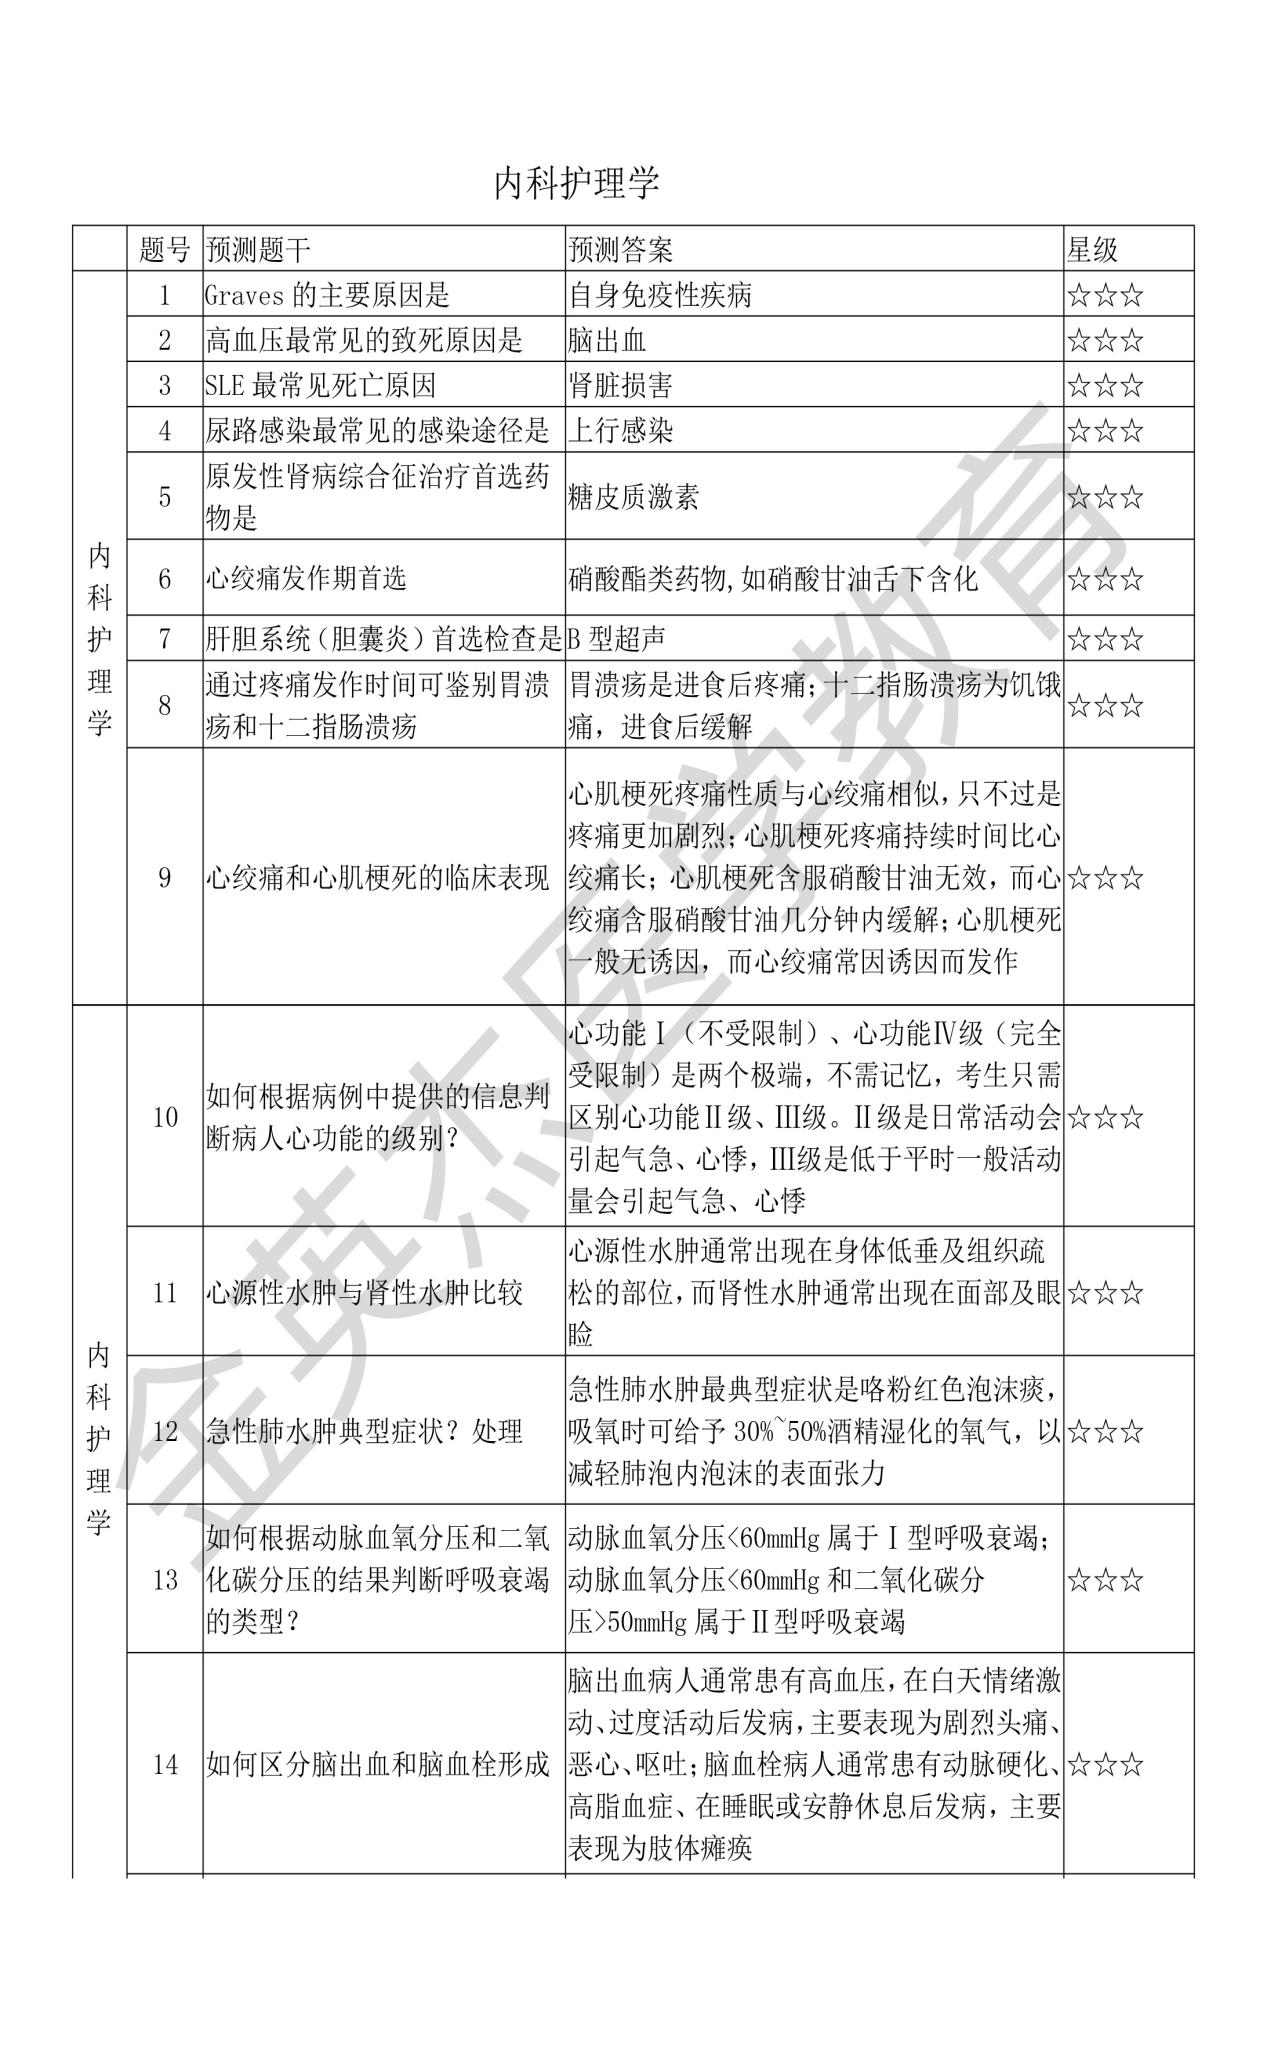 内科护理学
题号 预测题干 预测答案 星级
内科护理学
1 Graves 的主要原因是 自身免疫性疾病 ☆☆☆
2 高血压最常见的致死原因是 脑出血 ☆☆☆
3 SLE 最常见死亡原因 肾脏损害 ☆☆☆
4 尿路感染最常见的感染途径是 上行感染 ☆☆☆
5 原发性肾病综合征治疗首选药
物是 糖皮质激素 ☆☆☆
6 心绞痛发作期首选 硝酸酯类药物,如硝酸甘油舌下含化 ☆☆☆
7 肝胆系统(胆囊炎)首选检查是 B 型超声 ☆☆☆
8 通过疼痛发作时间可鉴别胃溃
疡和十二指肠溃疡
胃溃疡是进食后疼痛;十二指肠溃疡为饥饿
痛，进食后缓解 ☆☆☆
9 心绞痛和心肌梗死的临床表现
心肌梗死疼痛性质与心绞痛相似,只不过是
疼痛更加剧烈;心肌梗死疼痛持续时间比心
绞痛长；心肌梗死含服硝酸甘油无效，而心
绞痛含服硝酸甘油几分钟内缓解;心肌梗死
一般无诱因，而心绞痛常因诱因而发作 ☆☆☆
内科护理学
10 如何根据病例中提供的信息判
断病人心功能的级别？
心功能Ⅰ（不受限制）、心功能Ⅳ级（完全
受限制）是两个极端，不需记忆，考生只需
区别心功能Ⅱ级、Ⅲ级。Ⅱ级是日常活动会
引起气急、心悸，Ⅲ级是低于平时一般活动
量会引起气急、心悸 ☆☆☆
11 心源性水肿与肾性水肿比较
心源性水肿通常出现在身体低垂及组织疏
松的部位,而肾性水肿通常出现在面部及眼
睑 ☆☆☆
12 急性肺水肿典型症状？处理
急性肺水肿最典型症状是咯粉红色泡沫痰，
吸氧时可给予 30%~50%酒精湿化的氧气，以
减轻肺泡内泡沫的表面张力 ☆☆☆
13 如何根据动脉血氧分压和二氧
化碳分压的结果判断呼吸衰竭
的类型？
动脉血氧分压<60mmHg 属于Ⅰ型呼吸衰竭；
动脉血氧分压<60mmHg 和二氧化碳分
压>50mmHg 属于Ⅱ型呼吸衰竭 ☆☆☆
14 如何区分脑出血和脑血栓形成
脑出血病人通常患有高血压,在白天情绪激
动、过度活动后发病,主要表现为剧烈头痛、
恶心、呕吐;脑血栓病人通常患有动脉硬化、
高脂血症、在睡眠或安静休息后发病，主要
表现为肢体瘫痪 ☆☆☆
金英杰医学教育